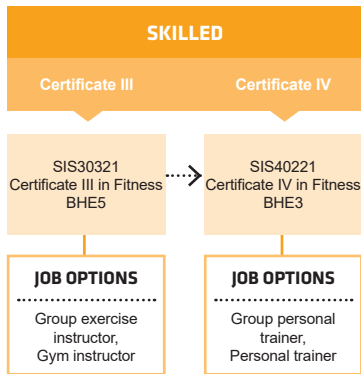 SKILLED
Certificate III
Certificate IV
SIS30321
Certificate III in Fitness
BHE5
SIS40221
Certificate IV in Fitness
BHE3
JOB OPTIONS
Group exercise
instructor,
Gym instructor
JOB OPTIONS
Group personal
trainer,
Personal trainer